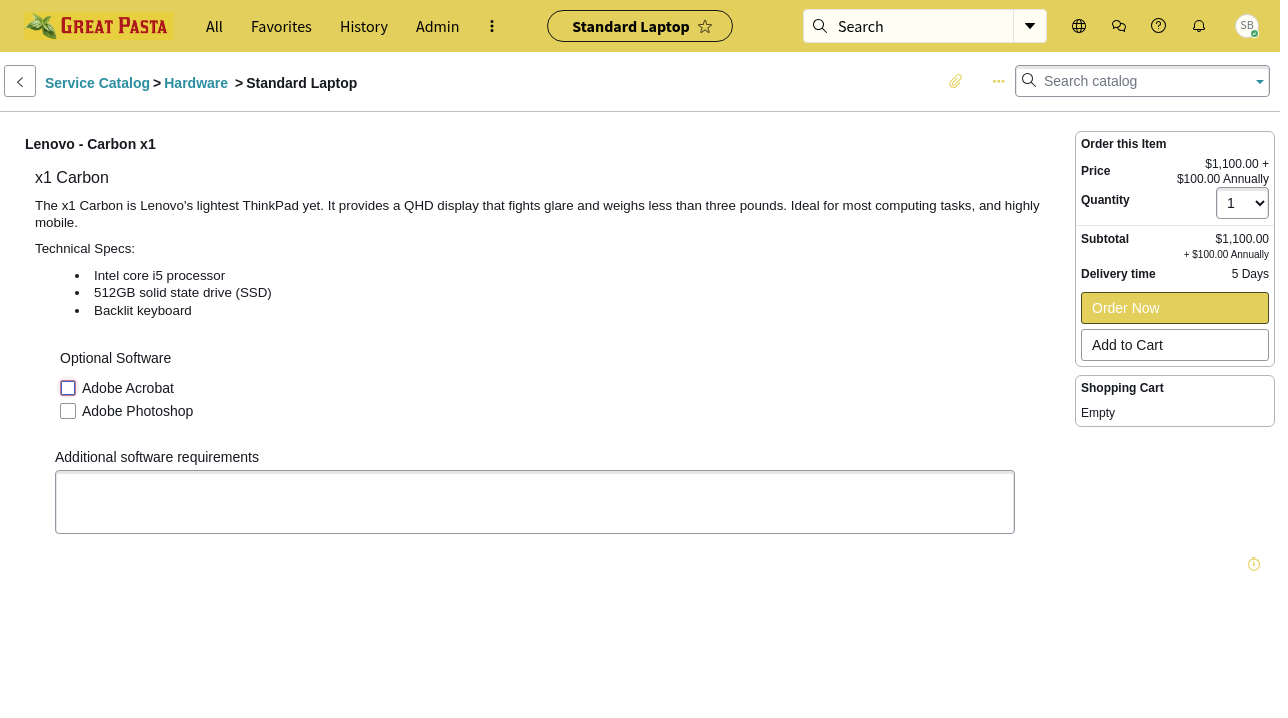 Great Pasta All Favorites History Admin Standard Laptop Search SB
Service Catalog > Hardware > Standard Laptop Search catalog
Lenovo - Carbon x1
x1 Carbon
The x1 Carbon is Lenovo's lightest ThinkPad yet. It provides a QHD display that fights glare and weighs less than three pounds. Ideal for most computing tasks, and highly
mobile.
Technical Specs:
Intel core i5 processor
512GB solid state drive (SSD)
Backlit keyboard
Optional Software
Adobe Acrobat
Adobe Photoshop
Additional software requirements
Order this Item
Price $1,100.00 +
$100.00 Annually
Quantity 1
Subtotal $1,100.00
+ $100.00 Annually
Delivery time 5 Days
Order Now
Add to Cart
Shopping Cart
Empty